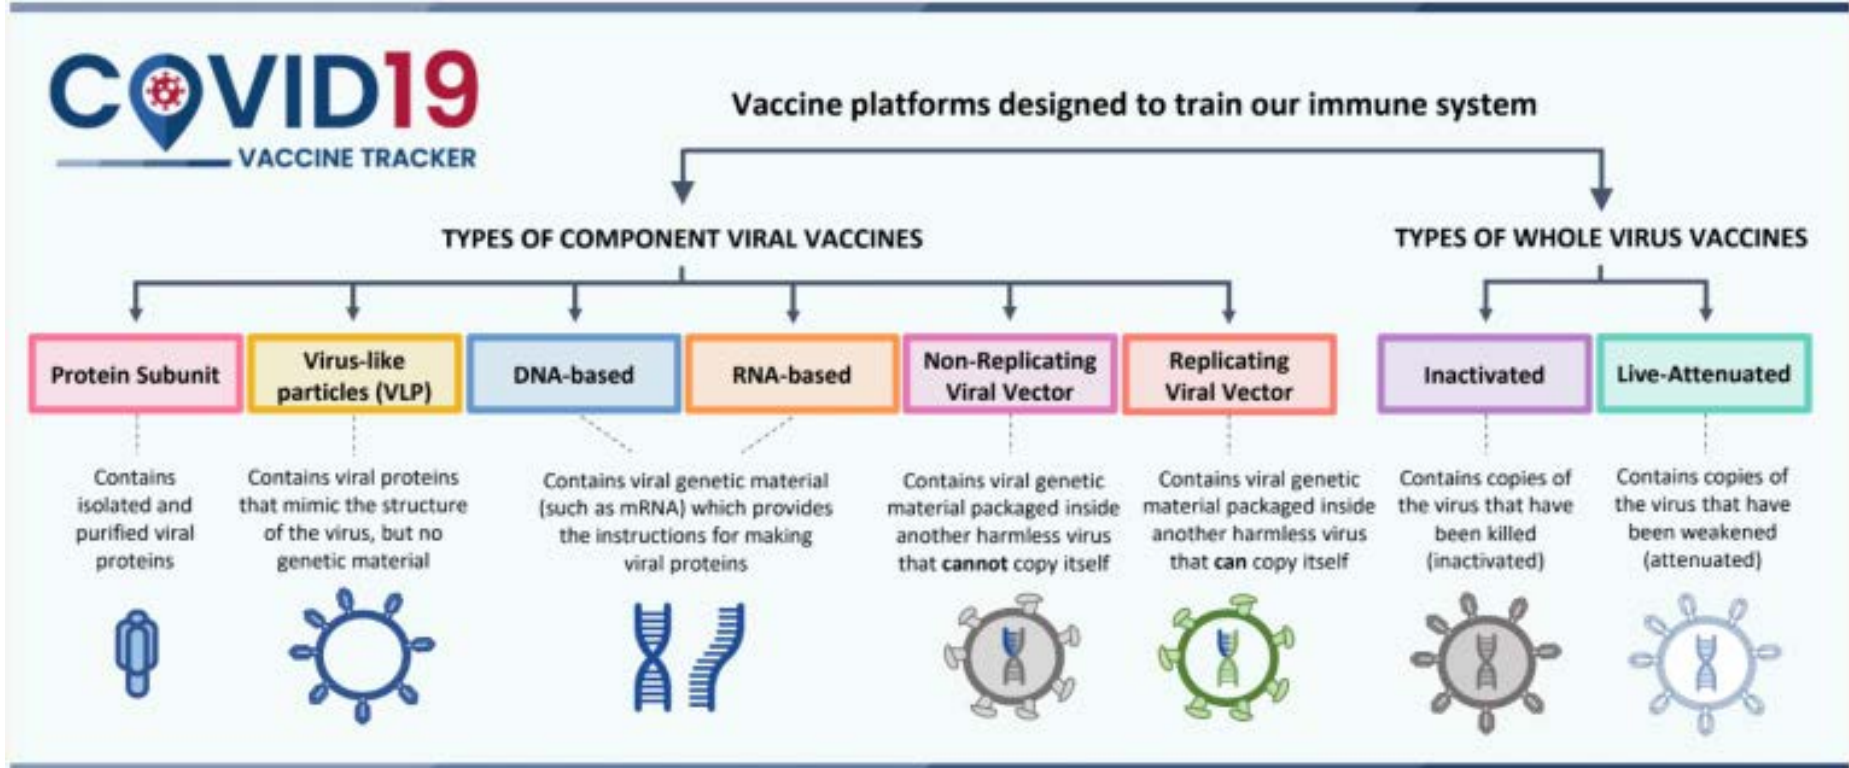 COVID19
VACCINE TRACKER
Vaccine platforms designed to train our immune system
TYPES OF COMPONENT VIRAL VACCINES
TYPES OF WHOLE VIRUS VACCINES
Protein Subunit
Virus-like
particles (VLP)
DNA-based
RNA-based
Non-Replicating
Viral Vector
Replicating
Viral Vector
Inactivated
Live-Attenuated
Contains
isolated and
purified viral
proteins
Contains viral proteins
that mimic the structure
of the virus, but no
genetic material
Contains viral genetic material
(such as mRNA) which provides
the instructions for making
viral proteins
Contains viral genetic
material packaged inside
another harmless virus
that cannot copy itself
Contains viral genetic
material packaged inside
another harmless virus
that can copy itself
Contains copies of
the virus that have
been killed
(inactivated)
Contains copies of
the virus that have
been weakened
(attenuated)